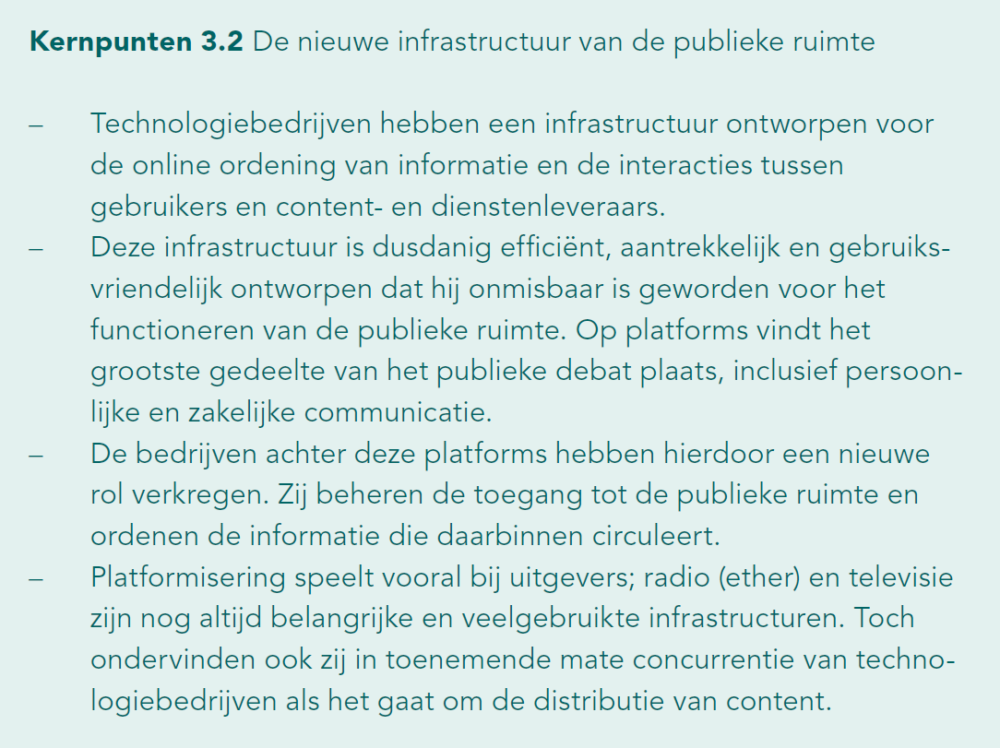 Kernpunten 3.2 De nieuwe infrastructuur van de publieke ruimte
– Technologiebedrijven hebben een infrastructuur ontworpen voor
de online ordening van informatie en de interacties tussen
gebruikers en content- en dienstenleveraars.
– Deze infrastructuur is dusdanig efficiënt, aantrekkelijk en gebruiks-
vriendelijk ontworpen dat hij onmisbaar is geworden voor het
functioneren van de publieke ruimte. Op platforms vindt het
grootste gedeelte van het publieke debat plaats, inclusief persoon-
lijke en zakelijke communicatie.
– De bedrijven achter deze platforms hebben hierdoor een nieuwe
rol verkregen. Zij beheren de toegang tot de publieke ruimte en
ordenen de informatie die daarbinnen circuleert.
– Platformisering speelt vooral bij uitgevers; radio (ether) en televisie
zijn nog altijd belangrijke en veelgebruikte infrastructuren. Toch
ondervinden ook zij in toenemende mate concurrentie van techno-
logiebedrijven als het gaat om de distributie van content.